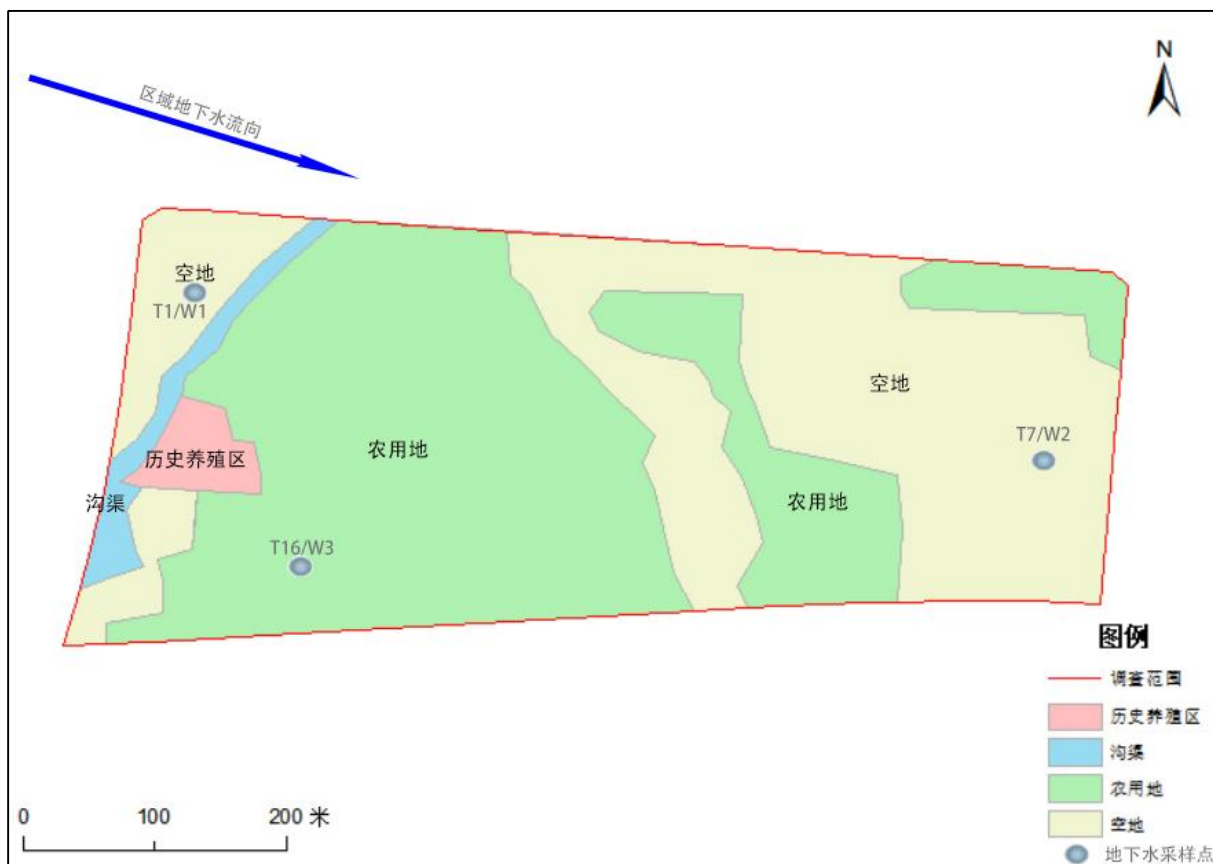 N
区域地下水流向
空地
T1/W1
空地
T7/W2
农用地
历史养殖区
农用地
沟渠
T16/W3
图例
调查范围
历史养殖区
沟渠
农用地
空地
地下水采样点
0 100 200 米